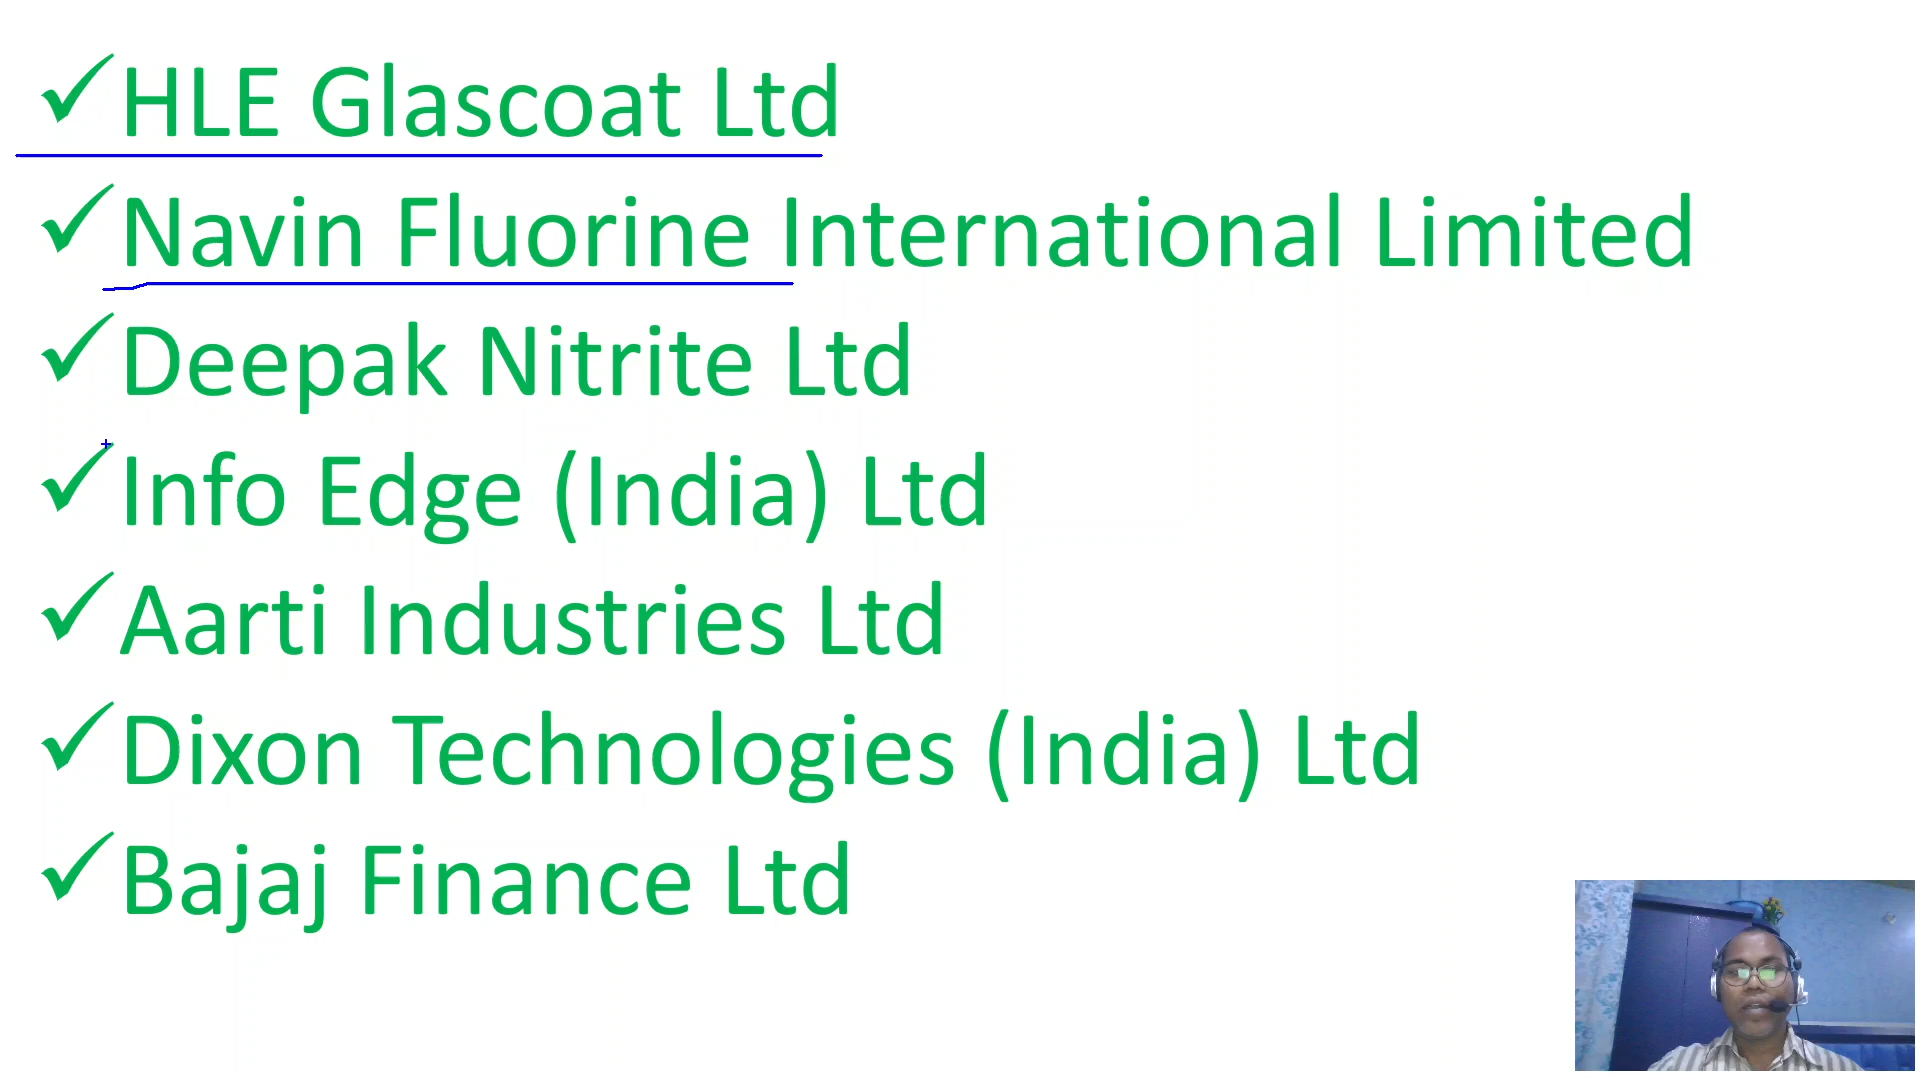 HLE Glascoat Ltd
Navin Fluorine International Limited
Deepak Nitrite Ltd
Info Edge (India) Ltd
Aarti Industries Ltd
Dixon Technologies (India) Ltd
Bajaj Finance Ltd